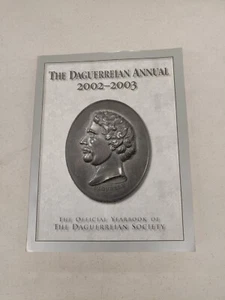 The Daguerreian Annual
2002–2003
The Official Yearbook of
The Daguerreian Society